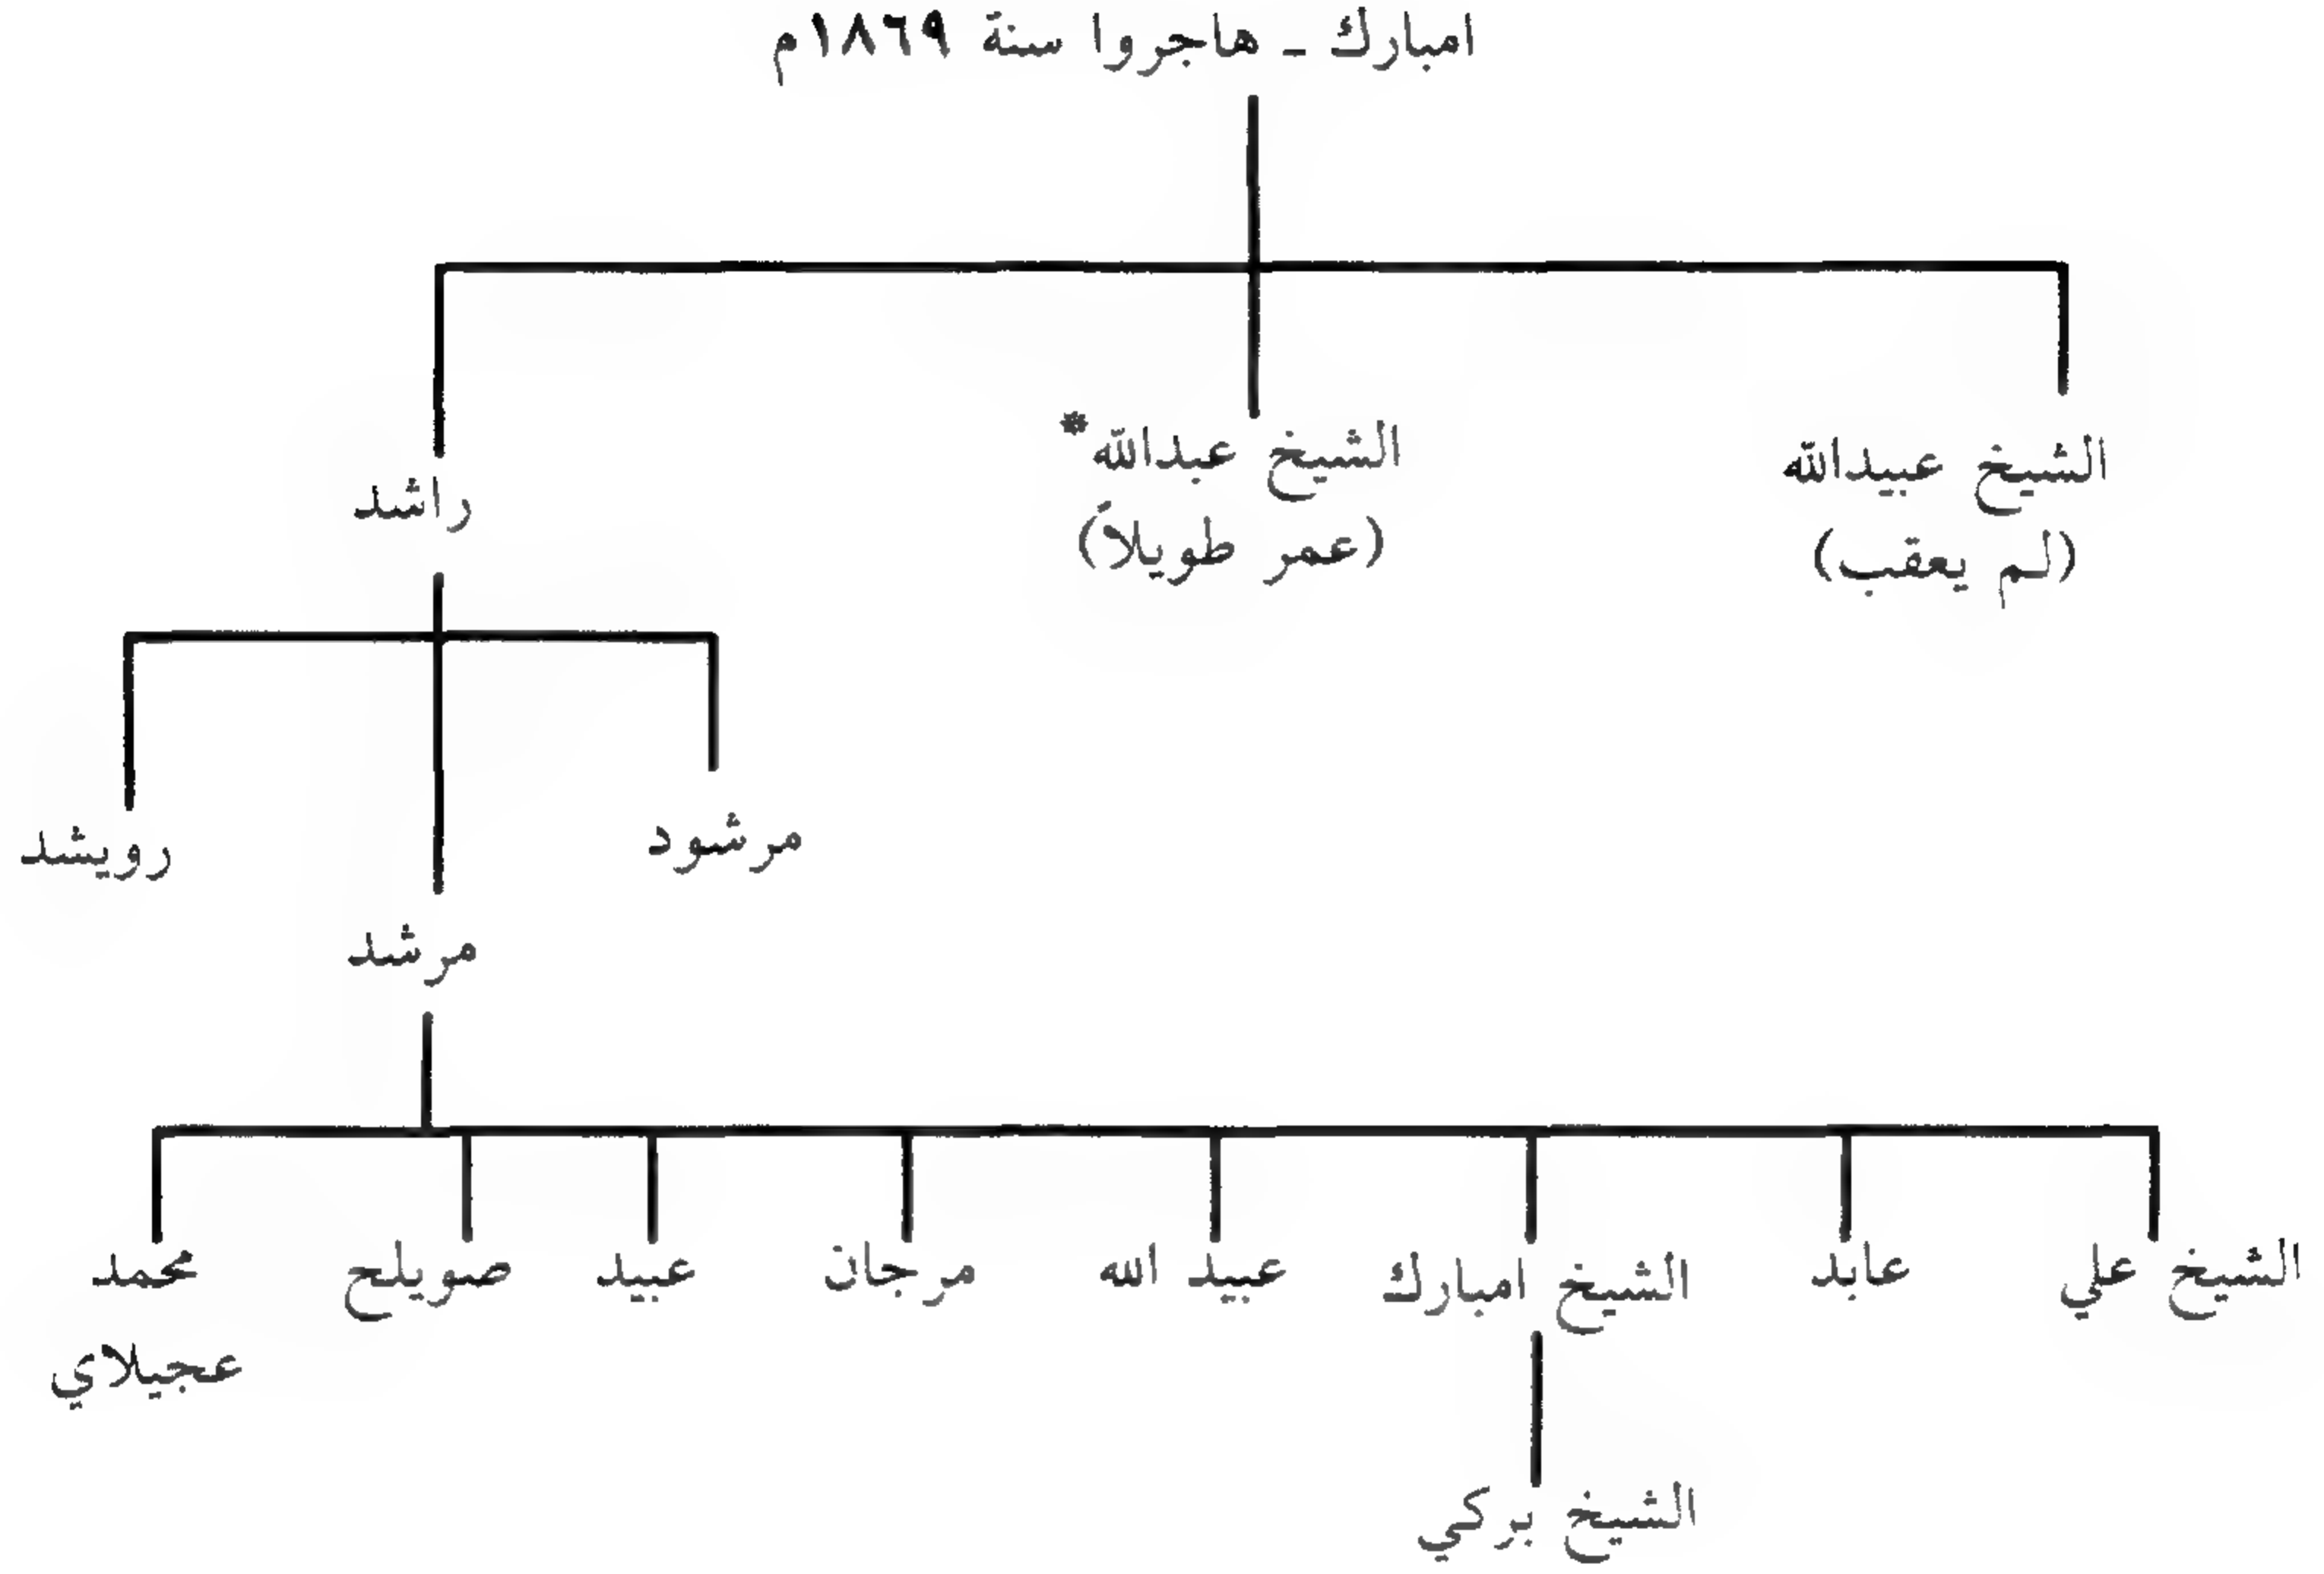 امبارك - هاجروا سنة ١٨٦٩م
الشيخ عبيدالله
(لم يعقب)
الشيخ عبدالله*
(عمر طويلاً)
راشد
مرشود
مرشد
رويشد
الشيخ علي
عابد
الشيخ امبارك
عبيد الله
مرجان
عبيد
صويلح
محمد
عجيلاي
الشيخ بركي